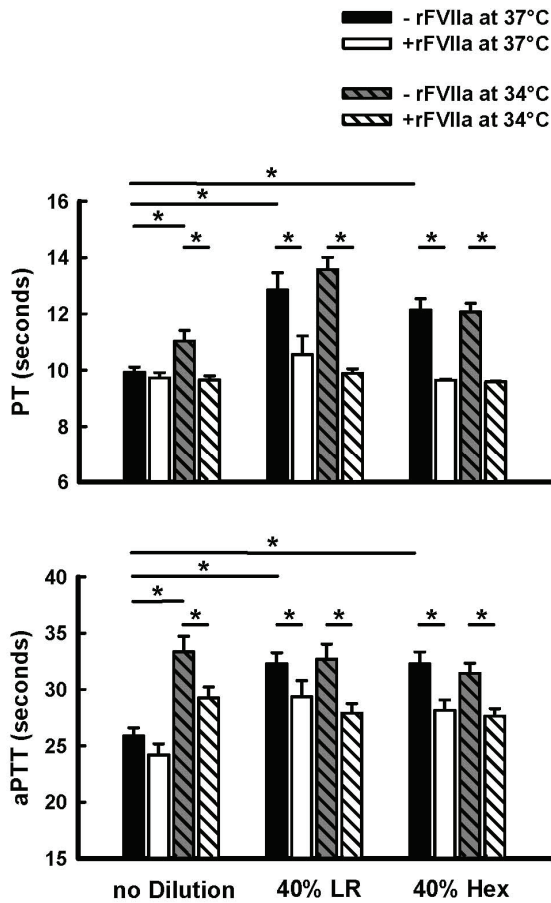 - rFVIIa at 37°C
+rFVIIa at 37°C
- rFVIIa at 34°C
+rFVIIa at 34°C
*
*
*
* * * * *
16
14
12
10
8
6
PT (seconds)
*
*
*
* * * * *
40
35
30
25
20
15
aPTT (seconds)
no Dilution 40% LR 40% Hex